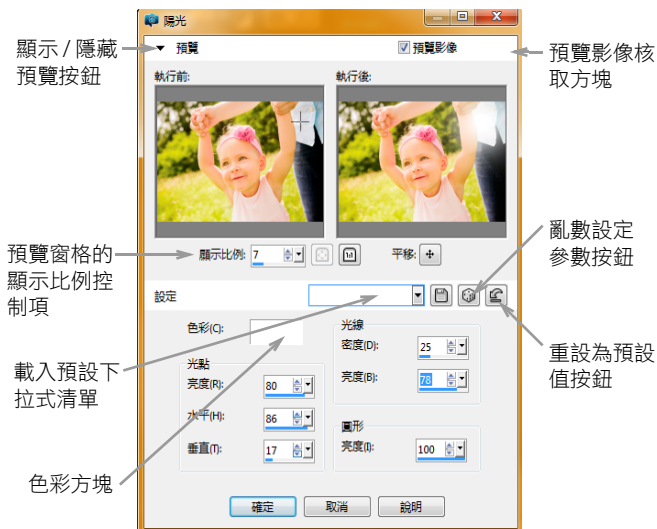 陽光
預覽
預覽影像
顯示 / 隱藏
預覽按鈕
預覽影像核
取方塊
執行前:
執行後:
預覽窗格的
顯示比例控
制項
顯示比例: 7
1:1
平移:
亂數設定
參數按鈕
設定
重設為預設
值按鈕
載入預設下
拉式清單
色彩方塊
色彩(C):
光線
密度(D): 25
亮度(B): 78
光點
亮度(R): 80
水平(H): 86
垂直(T): 17
圓形
亮度(I): 100
確定
取消
說明